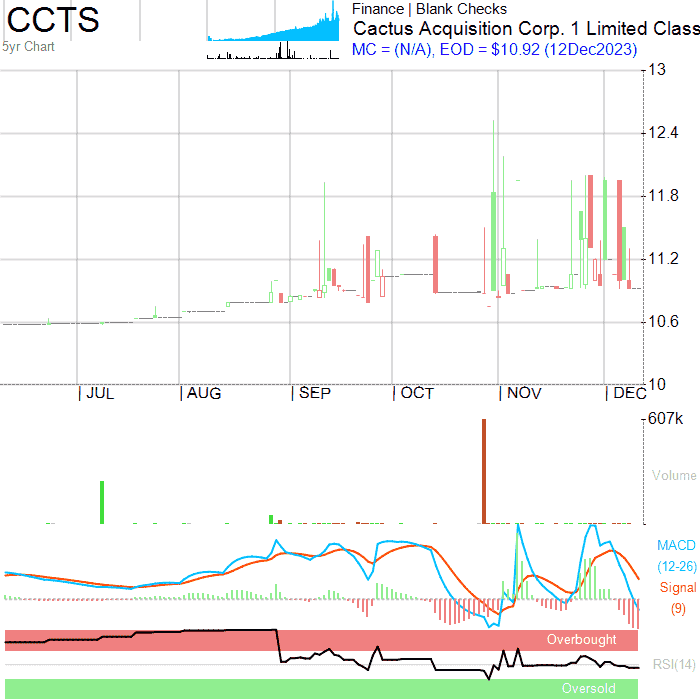 CCTS
5yr Chart
Finance | Blank Checks
Cactus Acquisition Corp. 1 Limited Class
MC = (N/A), EOD = $10.92 (12Dec2023)
13
12.4
11.8
11.2
10.6
10
| JUL | AUG | SEP | OCT | NOV | DEC
607k
Volume
MACD
(12-26)
Signal
(9)
Overbought
RSI(14)
Oversold